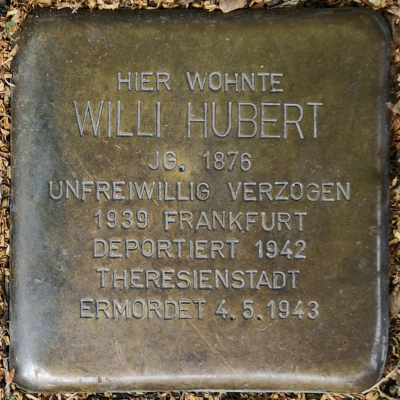 HIER WOHNTE
WILLI HUBERT
JG. 1876
UNFREIWILLIG VERZOGEN
1939 FRANKFURT
DEPORTIERT 1942
THERESIENSTADT
ERMORDET 4.5.1943